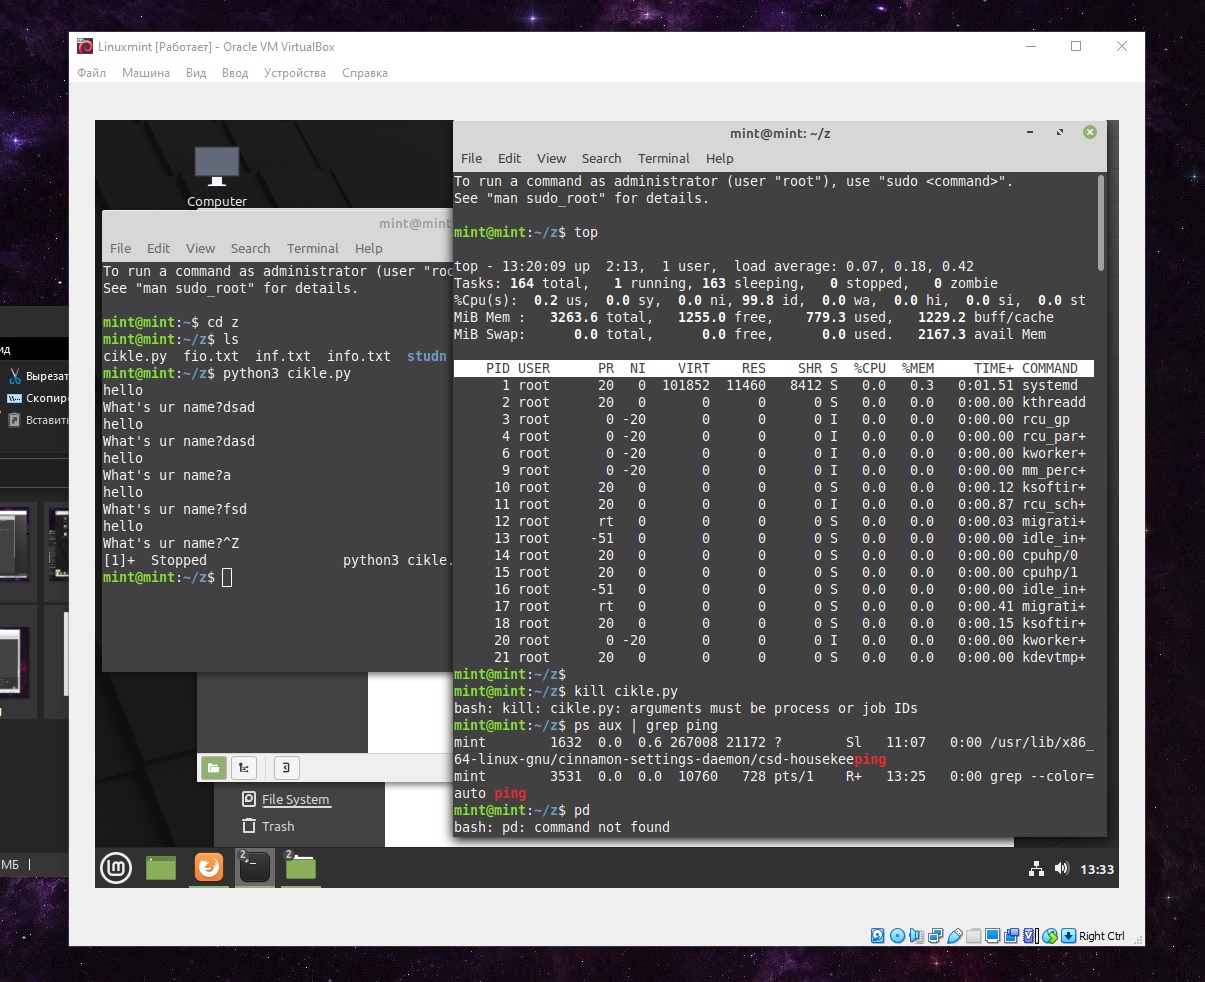 Linuxmint [Работает] - Oracle VM VirtualBox
Файл Машина Вид Ввод Устройства Справка
Computer
mint@mint
File Edit View Search Terminal Help
To run a command as administrator (user "roo
See "man sudo_root" for details.
mint@mint:~$ cd z
mint@mint:~/z$ ls
cikle.py fio.txt inf.txt info.txt studn
mint@mint:~/z$ python3 cikle.py
hello
What's ur name?dsad
hello
What's ur name?dasd
hello
What's ur name?a
hello
What's ur name?fsd
hello
What's ur name?^Z
[1]+ Stopped python3 cikle.
mint@mint:~/z$
mint@mint: ~/z
File Edit View Search Terminal Help
To run a command as administrator (user "root"), use "sudo <command>".
See "man sudo_root" for details.
mint@mint:~/z$ top
top - 13:20:09 up 2:13, 1 user, load average: 0.07, 0.18, 0.42
Tasks: 164 total, 1 running, 163 sleeping, 0 stopped, 0 zombie
%Cpu(s): 0.2 us, 0.0 sy, 0.0 ni, 99.8 id, 0.0 wa, 0.0 hi, 0.0 si, 0.0 st
MiB Mem : 3263.6 total, 1255.0 free, 779.3 used, 1229.2 buff/cache
MiB Swap: 0.0 total, 0.0 free, 0.0 used. 2167.3 avail Mem
PID USER PR NI VIRT RES SHR S %CPU %MEM TIME+ COMMAND
1 root 20 0 101852 11460 8412 S 0.0 0.3 0:01.51 systemd
2 root 20 0 0 0 0 S 0.0 0.0 0:00.00 kthreadd
3 root 0 -20 0 0 0 I 0.0 0.0 0:00.00 rcu_gp
4 root 0 -20 0 0 0 I 0.0 0.0 0:00.00 rcu_par+
6 root 0 -20 0 0 0 I 0.0 0.0 0:00.00 kworker+
9 root 0 -20 0 0 0 I 0.0 0.0 0:00.00 mm_perc+
10 root 20 0 0 0 0 S 0.0 0.0 0:00.12 ksoftir+
11 root 20 0 0 0 0 I 0.0 0.0 0:00.87 rcu_sch+
12 root rt 0 0 0 0 S 0.0 0.0 0:00.03 migrati+
13 root -51 0 0 0 0 S 0.0 0.0 0:00.00 idle_in+
14 root 20 0 0 0 0 S 0.0 0.0 0:00.00 cpuhp/0
15 root 20 0 0 0 0 S 0.0 0.0 0:00.00 cpuhp/1
16 root -51 0 0 0 0 S 0.0 0.0 0:00.00 idle_in+
17 root rt 0 0 0 0 S 0.0 0.0 0:00.41 migrati+
18 root 20 0 0 0 0 S 0.0 0.0 0:00.15 ksoftir+
20 root 0 -20 0 0 0 I 0.0 0.0 0:00.00 kworker+
21 root 20 0 0 0 0 S 0.0 0.0 0:00.00 kdevtmp+
mint@mint:~/z$
mint@mint:~/z$ kill cikle.py
bash: kill: cikle.py: arguments must be process or job IDs
mint@mint:~/z$ ps aux | grep ping
mint 1632 0.0 0.6 267008 21172 ? Sl 11:07 0:00 /usr/lib/x86_
64-linux-gnu/cinnamon-settings-daemon/csd-housekeeping
mint 3531 0.0 0.0 10760 728 pts/1 R+ 13:25 0:00 grep --color=
auto ping
mint@mint:~/z$ pd
bash: pd: command not found
File System
Trash
2
2
13:33
Right Ctrl
ид
Вырезат
Скопир
Вставить
МБ